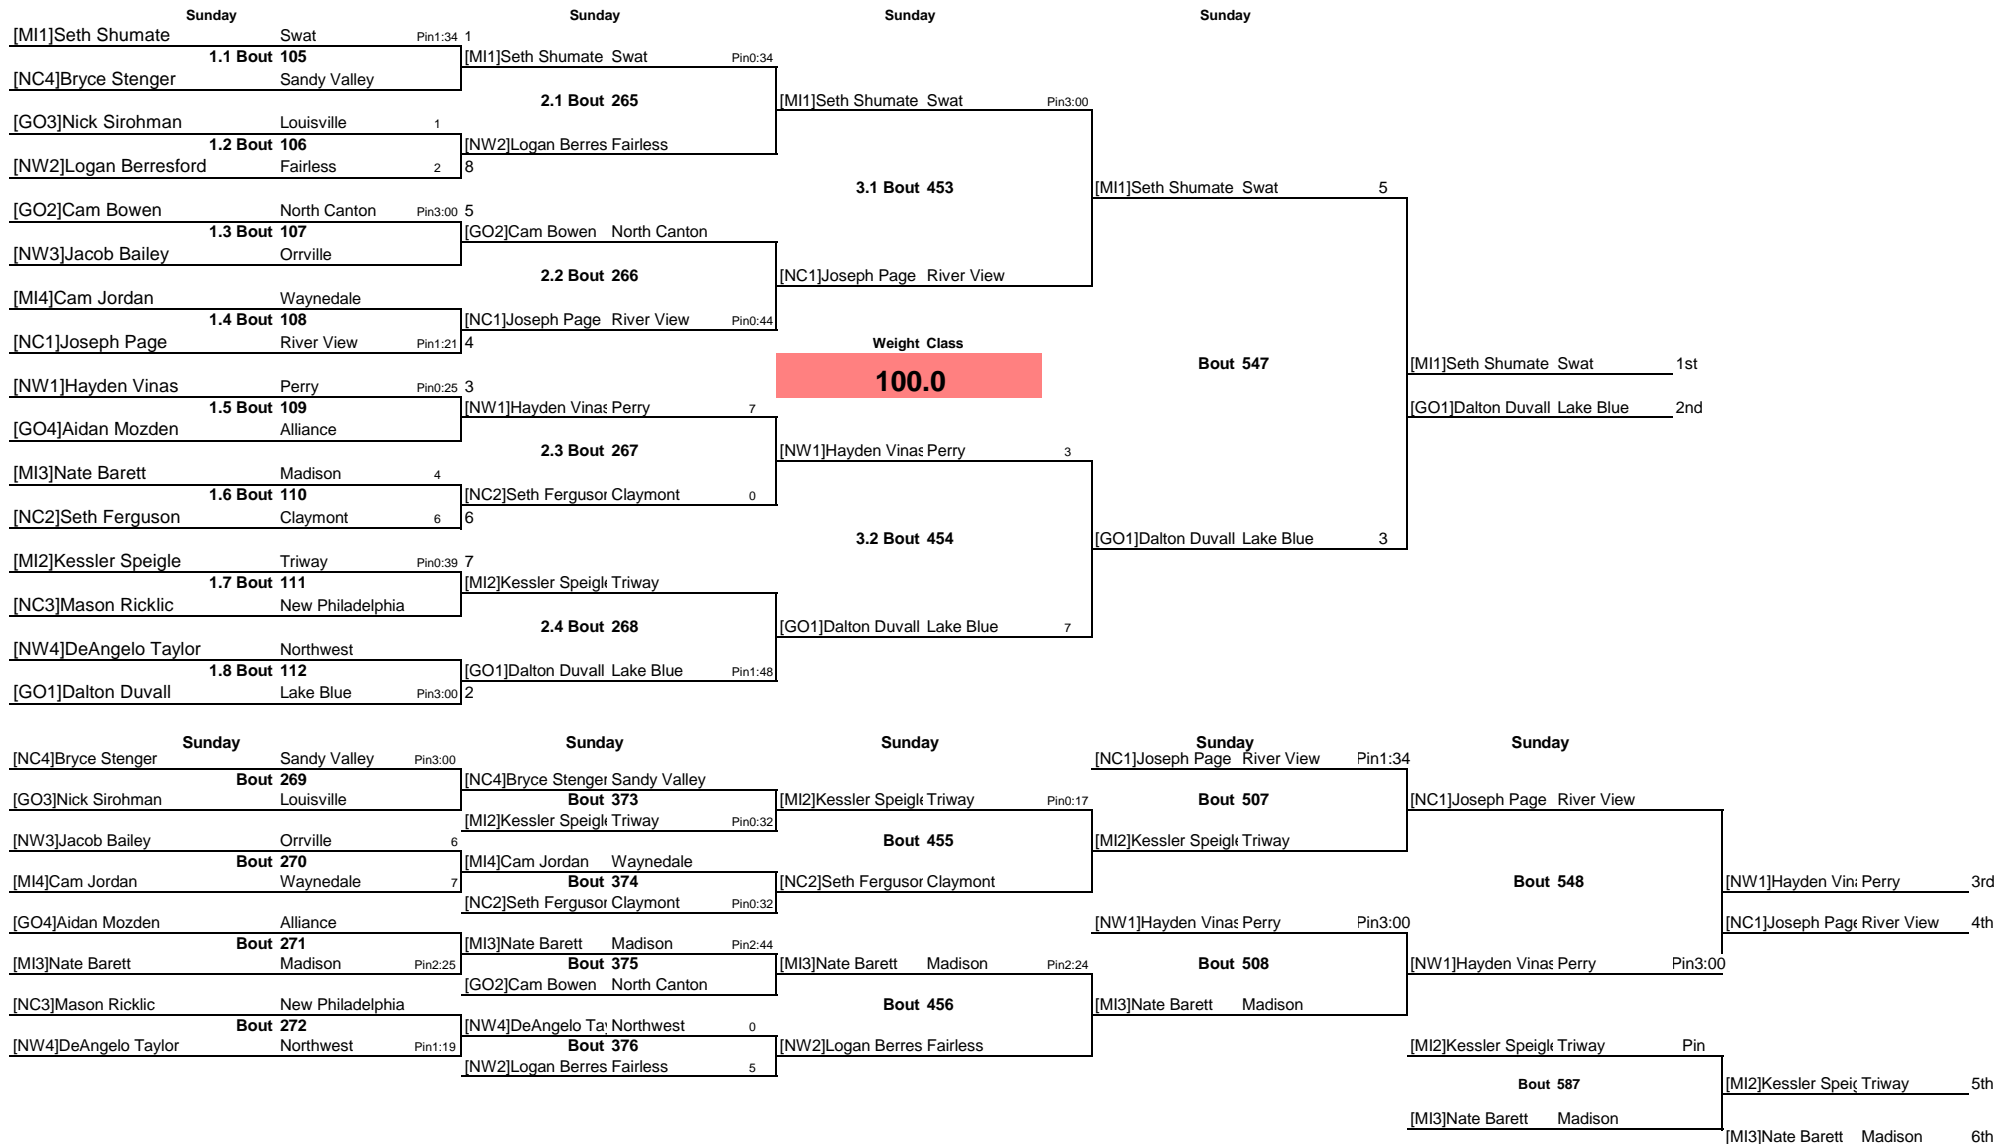 Sunday Sunday Sunday Sunday
[MI1]Seth Shumate Swat Pin1:34 1
1.1 Bout 105 [MI1]Seth Shumate Swat Pin0:34
[NC4]Bryce Stenger Sandy Valley
2.1 Bout 265 [MI1]Seth Shumate Swat Pin3:00
[GO3]Nick Sirohman Louisville 1
1.2 Bout 106 [NW2]Logan Berres Fairless
[NW2]Logan Berresford Fairless 2 8
3.1 Bout 453 [MI1]Seth Shumate Swat 5
[GO2]Cam Bowen North Canton Pin3:00 5
1.3 Bout 107 [GO2]Cam Bowen North Canton
[NW3]Jacob Bailey Orrville
2.2 Bout 266 [NC1]Joseph Page River View
[MI4]Cam Jordan Waynedale
1.4 Bout 108 [NC1]Joseph Page River View Pin0:44
[NC1]Joseph Page River View Pin1:21 4 Weight Class
Bout 547 [MI1]Seth Shumate Swat 1st
[NW1]Hayden Vinas Perry Pin0:25 3 100.0
1.5 Bout 109 [NW1]Hayden Vinas Perry 7 [GO1]Dalton Duvall Lake Blue 2nd
[GO4]Aidan Mozden Alliance
2.3 Bout 267 [NW1]Hayden Vinas Perry 3
[MI3]Nate Barett Madison 4
1.6 Bout 110 [NC2]Seth Ferguson Claymont 0
[NC2]Seth Ferguson Claymont 6 6
3.2 Bout 454 [GO1]Dalton Duvall Lake Blue 3
[MI2]Kessler Speigle Triway Pin0:39 7
1.7 Bout 111 [MI2]Kessler Speigle Triway
[NC3]Mason Ricklic New Philadelphia
2.4 Bout 268 [GO1]Dalton Duvall Lake Blue 7
[NW4]DeAngelo Taylor Northwest
1.8 Bout 112 [GO1]Dalton Duvall Lake Blue Pin1:48
[GO1]Dalton Duvall Lake Blue Pin3:00 2
Sunday Sunday Sunday Sunday Sunday
[NC4]Bryce Stenger Sandy Valley Pin3:00 [NC1]Joseph Page River View Pin1:34
Bout 269 [NC4]Bryce Stenger Sandy Valley
[GO3]Nick Sirohman Louisville Bout 373 [MI2]Kessler Speigle Triway Pin0:17 Bout 507 [NC1]Joseph Page River View
[MI2]Kessler Speigle Triway Pin0:32
[NW3]Jacob Bailey Orrville 6 Bout 455 [MI2]Kessler Speigle Triway
Bout 270 [MI4]Cam Jordan Waynedale
[MI4]Cam Jordan Waynedale 7 Bout 374 [NC2]Seth Ferguson Claymont Bout 548 [NW1]Hayden Vin Perry 3rd
[NC2]Seth Ferguson Claymont Pin0:32
[GO4]Aidan Mozden Alliance [NW1]Hayden Vinas Perry Pin3:00 [NC1]Joseph Page River View 4th
Bout 271 [MI3]Nate Barett Madison Pin2:44
[MI3]Nate Barett Madison Pin2:25 Bout 375 [MI3]Nate Barett Madison Pin2:24 Bout 508 [NW1]Hayden Vinas Perry Pin3:00
[GO2]Cam Bowen North Canton
[NC3]Mason Ricklic New Philadelphia Bout 456 [MI3]Nate Barett Madison
Bout 272 [NW4]DeAngelo Tay Northwest 0
[NW4]DeAngelo Taylor Northwest Pin1:19 Bout 376 [NW2]Logan Berres Fairless [MI2]Kessler Speigle Triway Pin
[NW2]Logan Berres Fairless 5
Bout 587 [MI2]Kessler Speig Triway 5th
[MI3]Nate Barett Madison
[MI3]Nate Barett Madison 6th